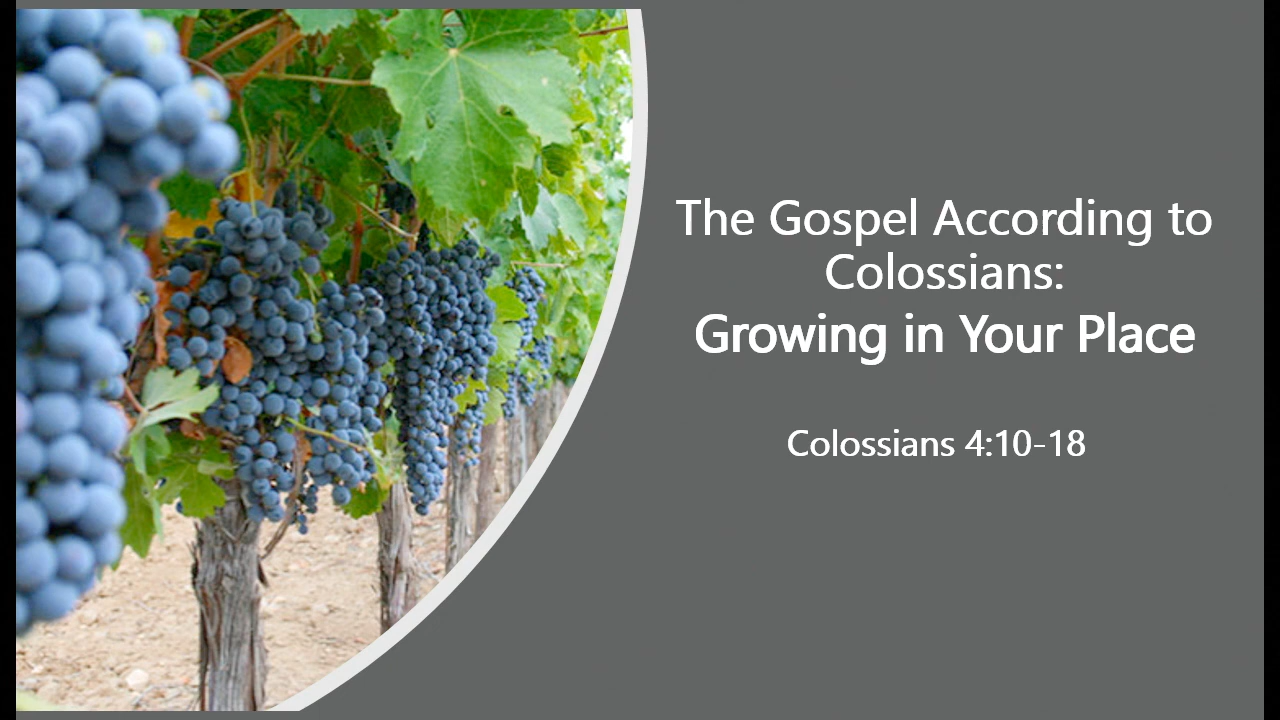 The Gospel According to
Colossians:
Growing in Your Place
Colossians 4:10-18